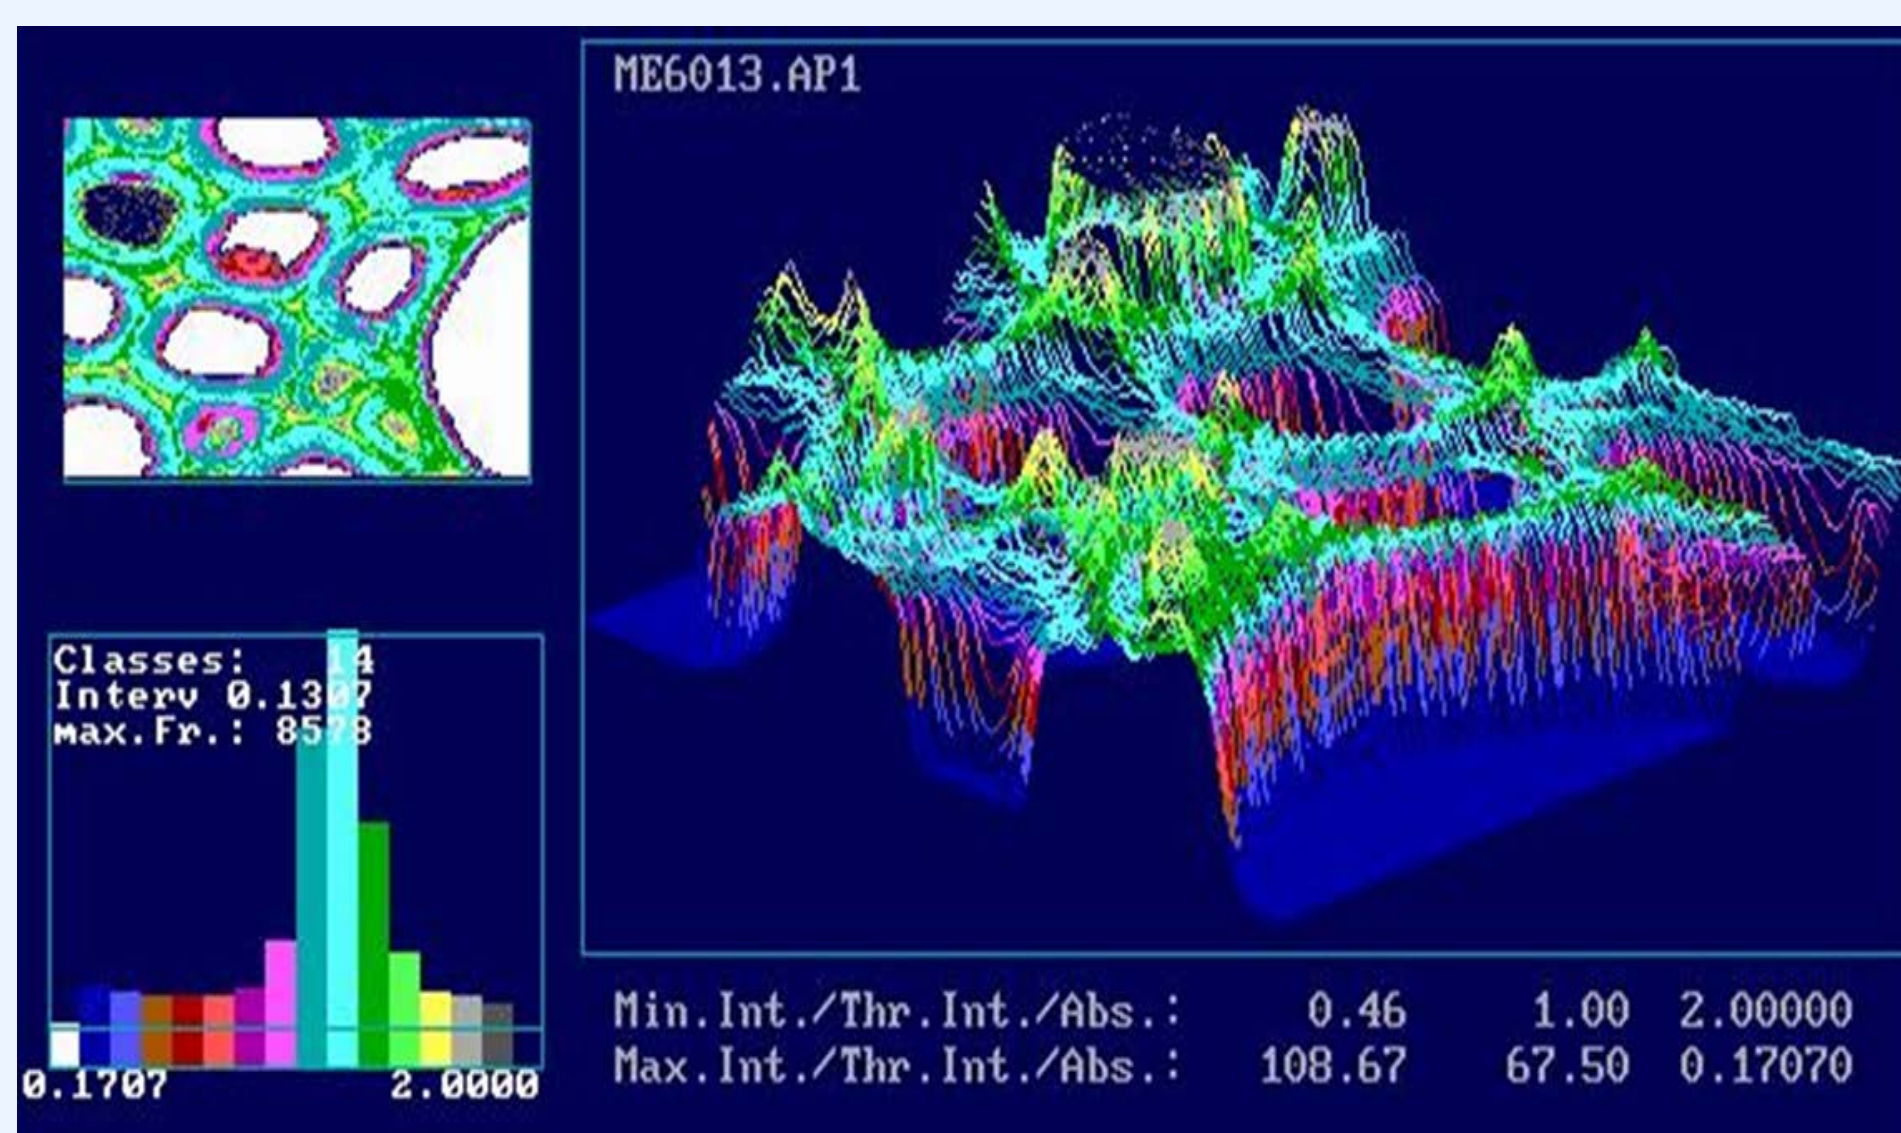 ME6013.AP1
Classes: 14
Interv 0.1307
max.Fr.: 8578
0.1707 2.0000
Min.Int./Thr.Int./Abs.: 0.46 1.00 2.00000
Max.Int./Thr.Int./Abs.: 108.67 67.50 0.17070